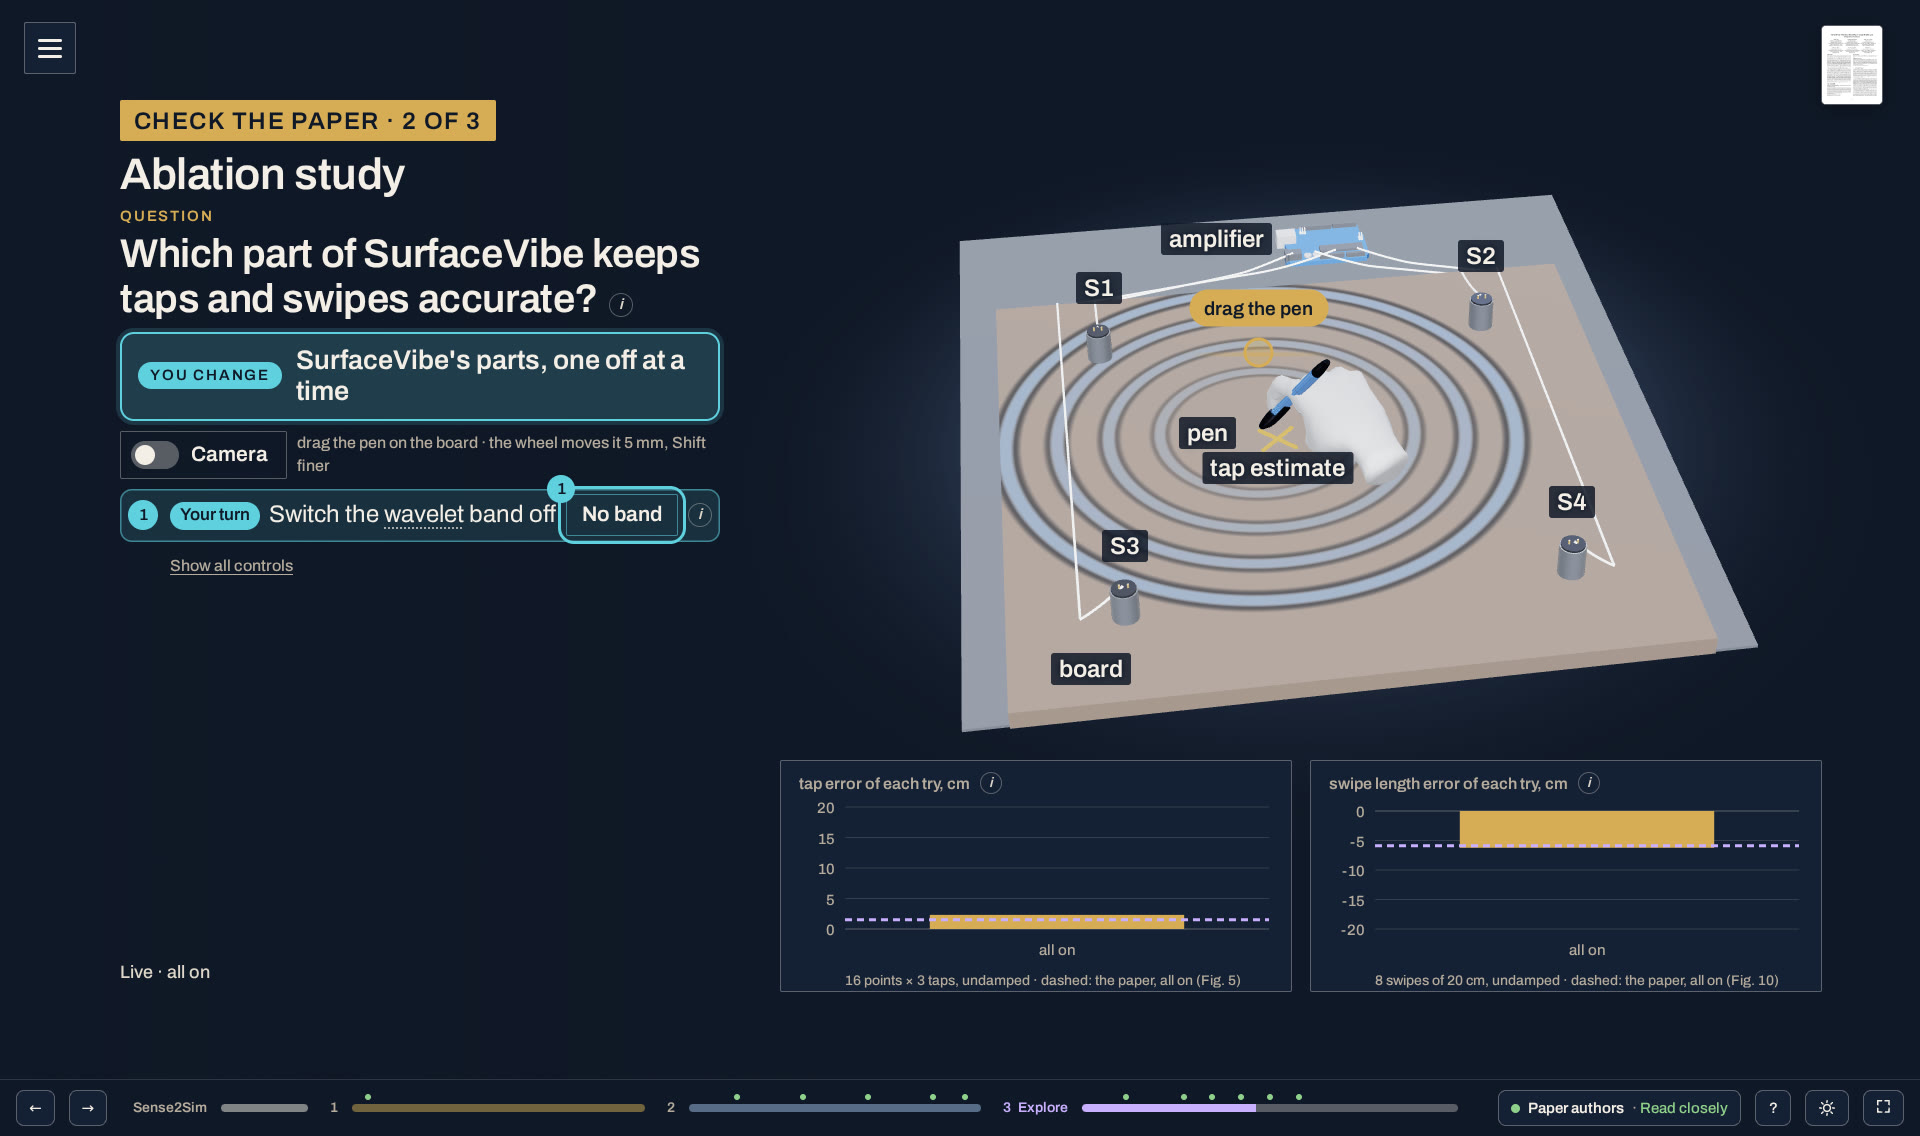 CHECK THE PAPER · 2 OF 3
Ablation study
QUESTION
Which part of SurfaceVibe keeps
taps and swipes accurate? i
YOU CHANGE
SurfaceVibe's parts, one off at a
time
Camera
drag the pen on the board · the wheel moves it 5 mm, Shift
finer
1
1 Your turn Switch the wavelet band off No band i
Show all controls
Live · all on
amplifier
S2
S1
drag the pen
pen
tap estimate
S4
S3
board
tap error of each try, cm i
20
15
10
5
0
all on
16 points × 3 taps, undamped · dashed: the paper, all on (Fig. 5)
swipe length error of each try, cm i
0
-5
-10
-15
-20
all on
8 swipes of 20 cm, undamped · dashed: the paper, all on (Fig. 10)
← → Sense2Sim 1 2 3 Explore Paper authors · Read closely ?